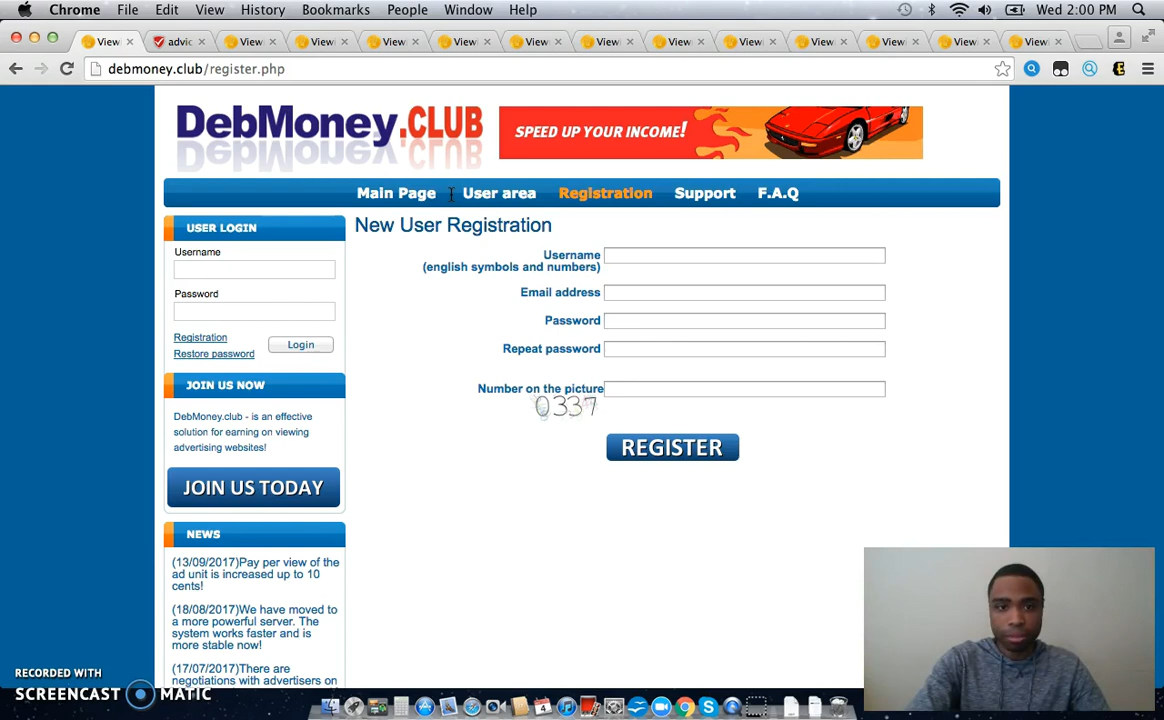 Chrome File Edit View History Bookmarks People Window Help Wed 2:00 PM
View advic View View View View View View View View View View View View
debmoney.club/register.php
DebMoney.CLUB
SPEED UP YOUR INCOME!
Main Page User area Registration Support F.A.Q
USER LOGIN
Username
Password
Registration
Restore password
Login
JOIN US NOW
DebMoney.club - is an effective
solution for earning on viewing
advertising websites!
JOIN US TODAY
NEWS
(13/09/2017)Pay per view of the
ad unit is increased up to 10
cents!
(18/08/2017)We have moved to
a more powerful server. The
system works faster and is
more stable now!
(17/07/2017)There are
negotiations with advertisers on
New User Registration
Username
(english symbols and numbers)
Email address
Password
Repeat password
Number on the picture
0337
REGISTER
RECORDED WITH
SCREENCAST MATIC